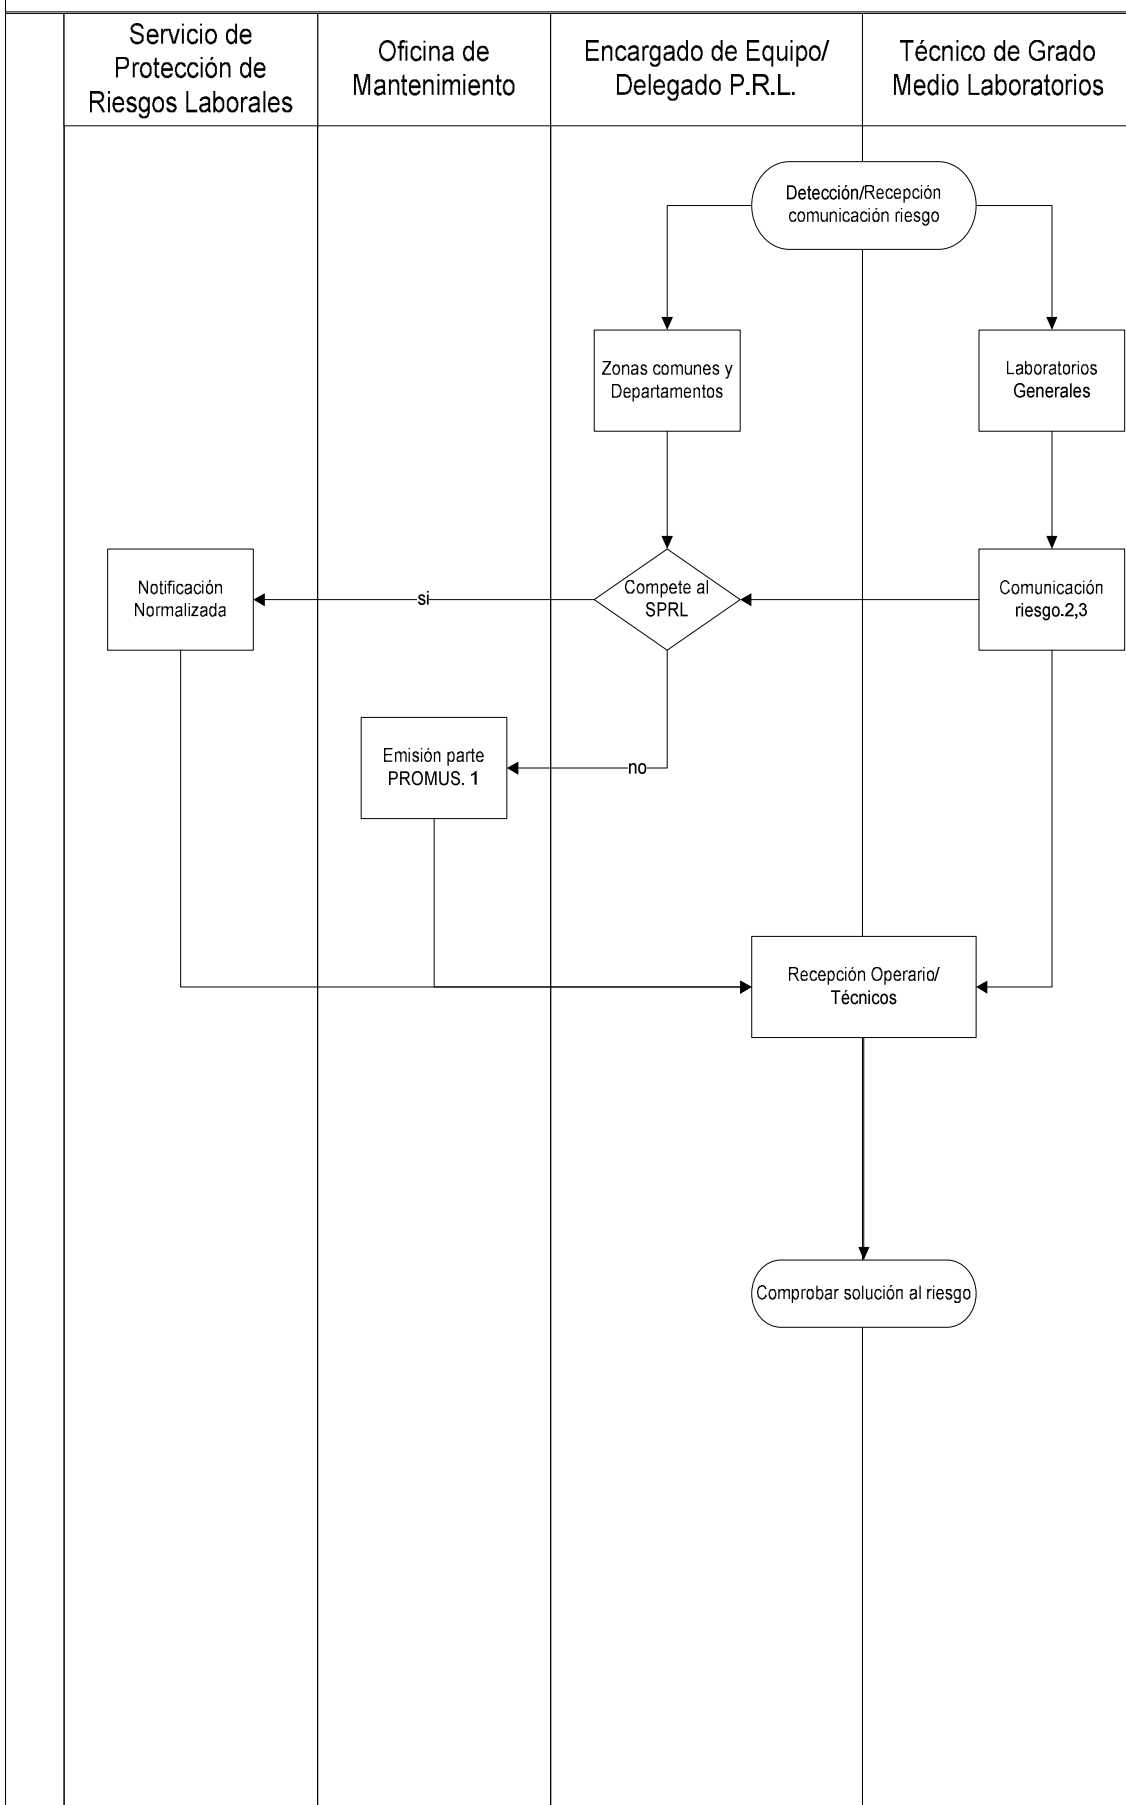 Servicio de
Protección de
Riesgos Laborales
Oficina de
Mantenimiento
Encargado de Equipo/
Delegado P.R.L.
Técnico de Grado
Medio Laboratorios
Detección/Recepción
comunicación riesgo
Zonas comunes y
Departamentos
Laboratorios
Generales
Notificación
Normalizada
si
Compete al
SPRL
Comunicación
riesgo.2,3
Emisión parte
PROMUS. 1
no
Recepción Operario/
Técnicos
Comprobar solución al riesgo